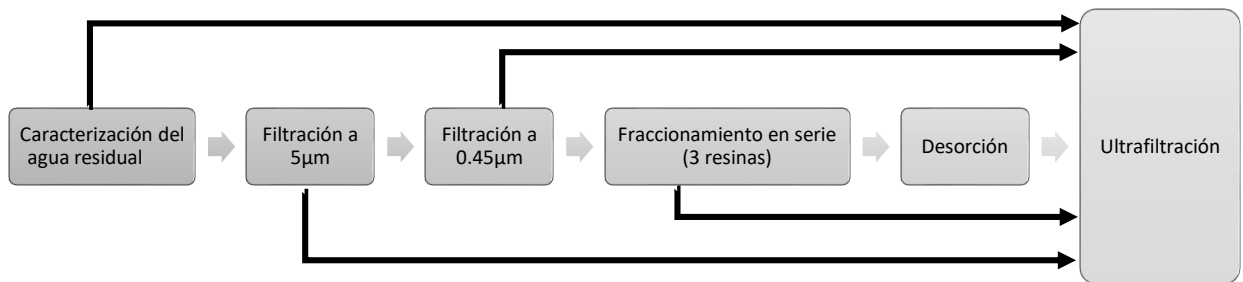 Caracterización del
agua residual
Filtración a
5µm
Filtración a
0.45µm
Fraccionamiento en serie
(3 resinas)
Desorción
Ultrafiltración